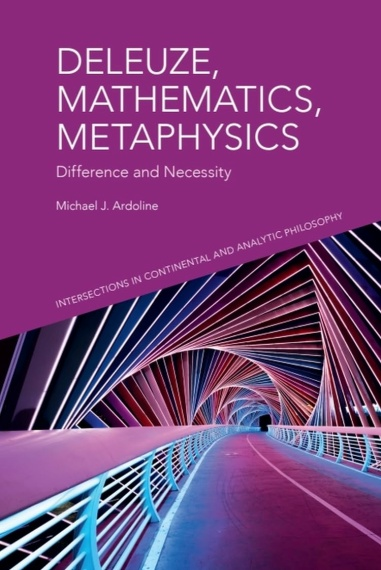 DELEUZE,
MATHEMATICS,
METAPHYSICS
Difference and Necessity
Michael J. Ardoline
INTERSECTIONS IN CONTINENTAL AND ANALYTIC PHILOSOPHY